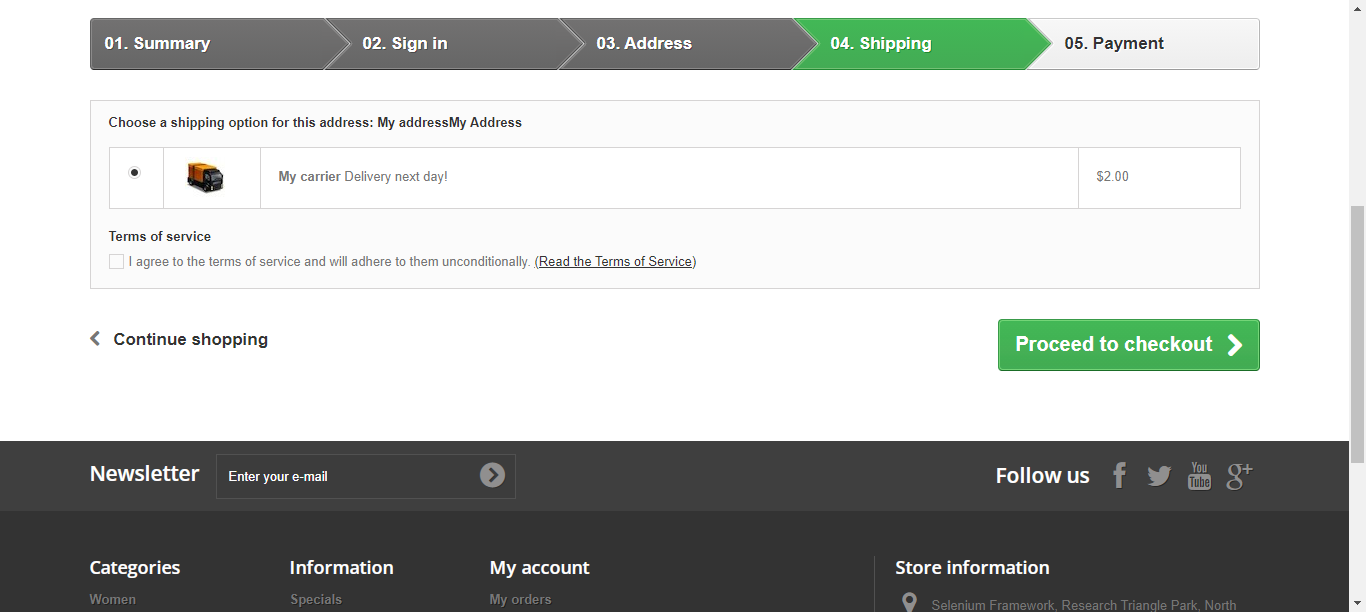 01. Summary
02. Sign in
03. Address
04. Shipping
05. Payment
Choose a shipping option for this address: My addressMy Address
My carrier Delivery next day!
$2.00
Terms of service
I agree to the terms of service and will adhere to them unconditionally. (Read the Terms of Service)
Continue shopping
Proceed to checkout
Newsletter
Enter your e-mail
Follow us
You
Tube
g+
Categories
Information
My account
Store information
Women
Specials
My orders
Selenium Framework, Research Triangle Park, North